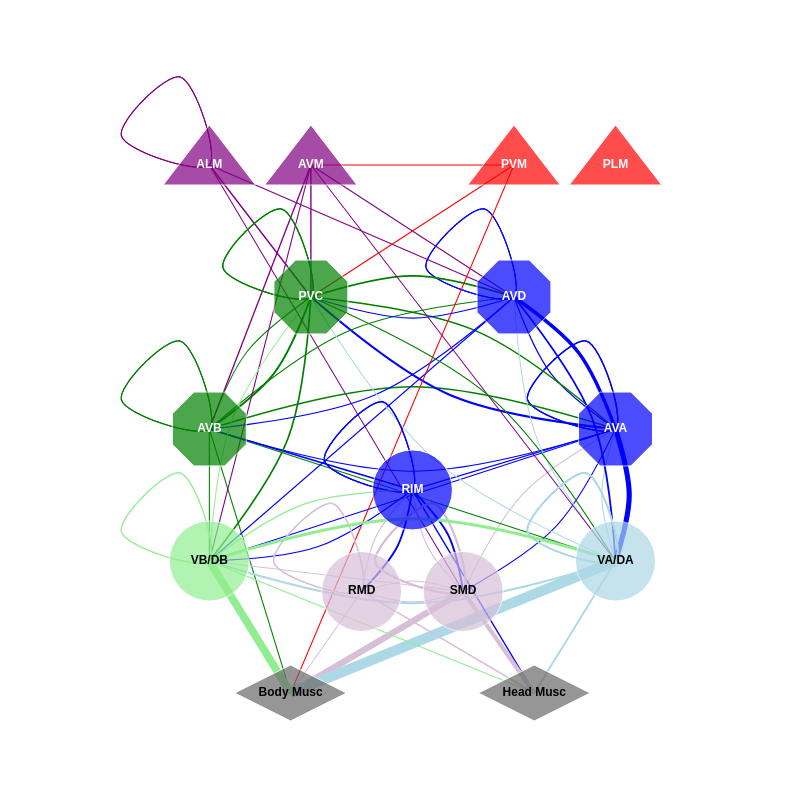 ALM
AVM
PVM
PLM
PVC
AVD
AVB
AVA
RIM
VB/DB
VA/DA
RMD
SMD
Body Musc
Head Musc